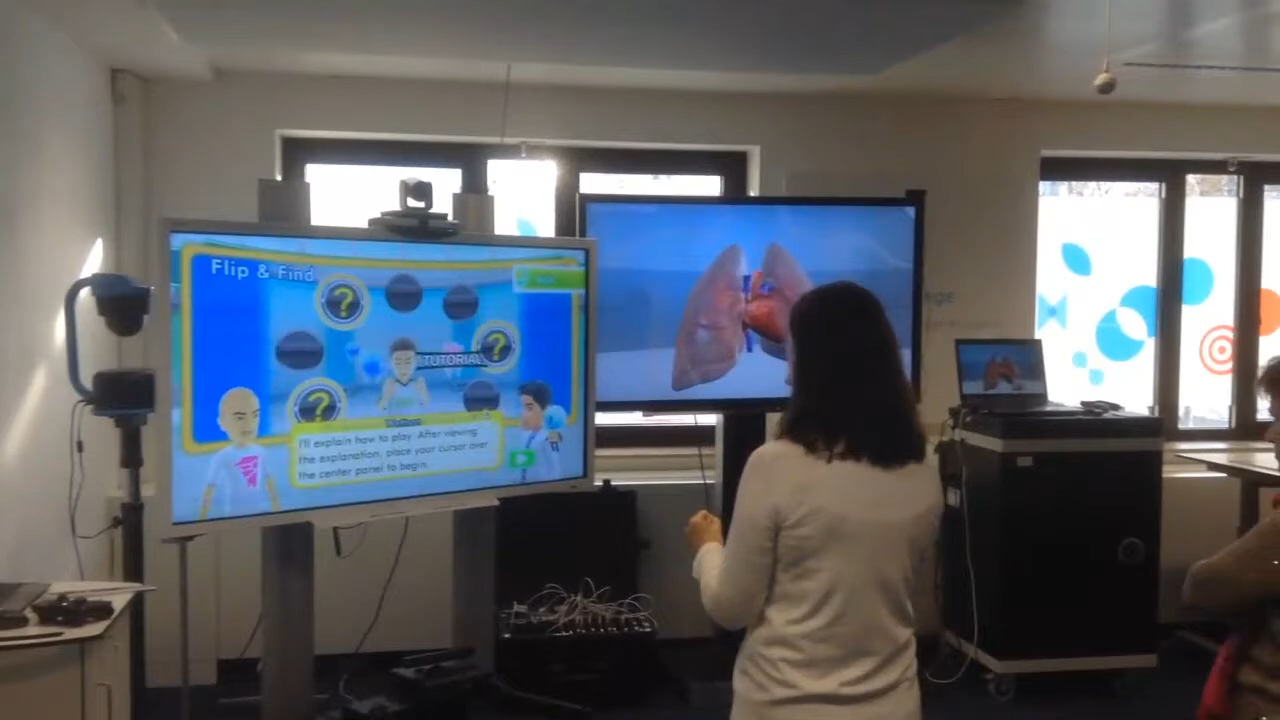 Flip & Find
?
?
TUTORIAL
?
I'll explain how to play. After viewing
the explanation, place your cursor over
the center panel to begin.